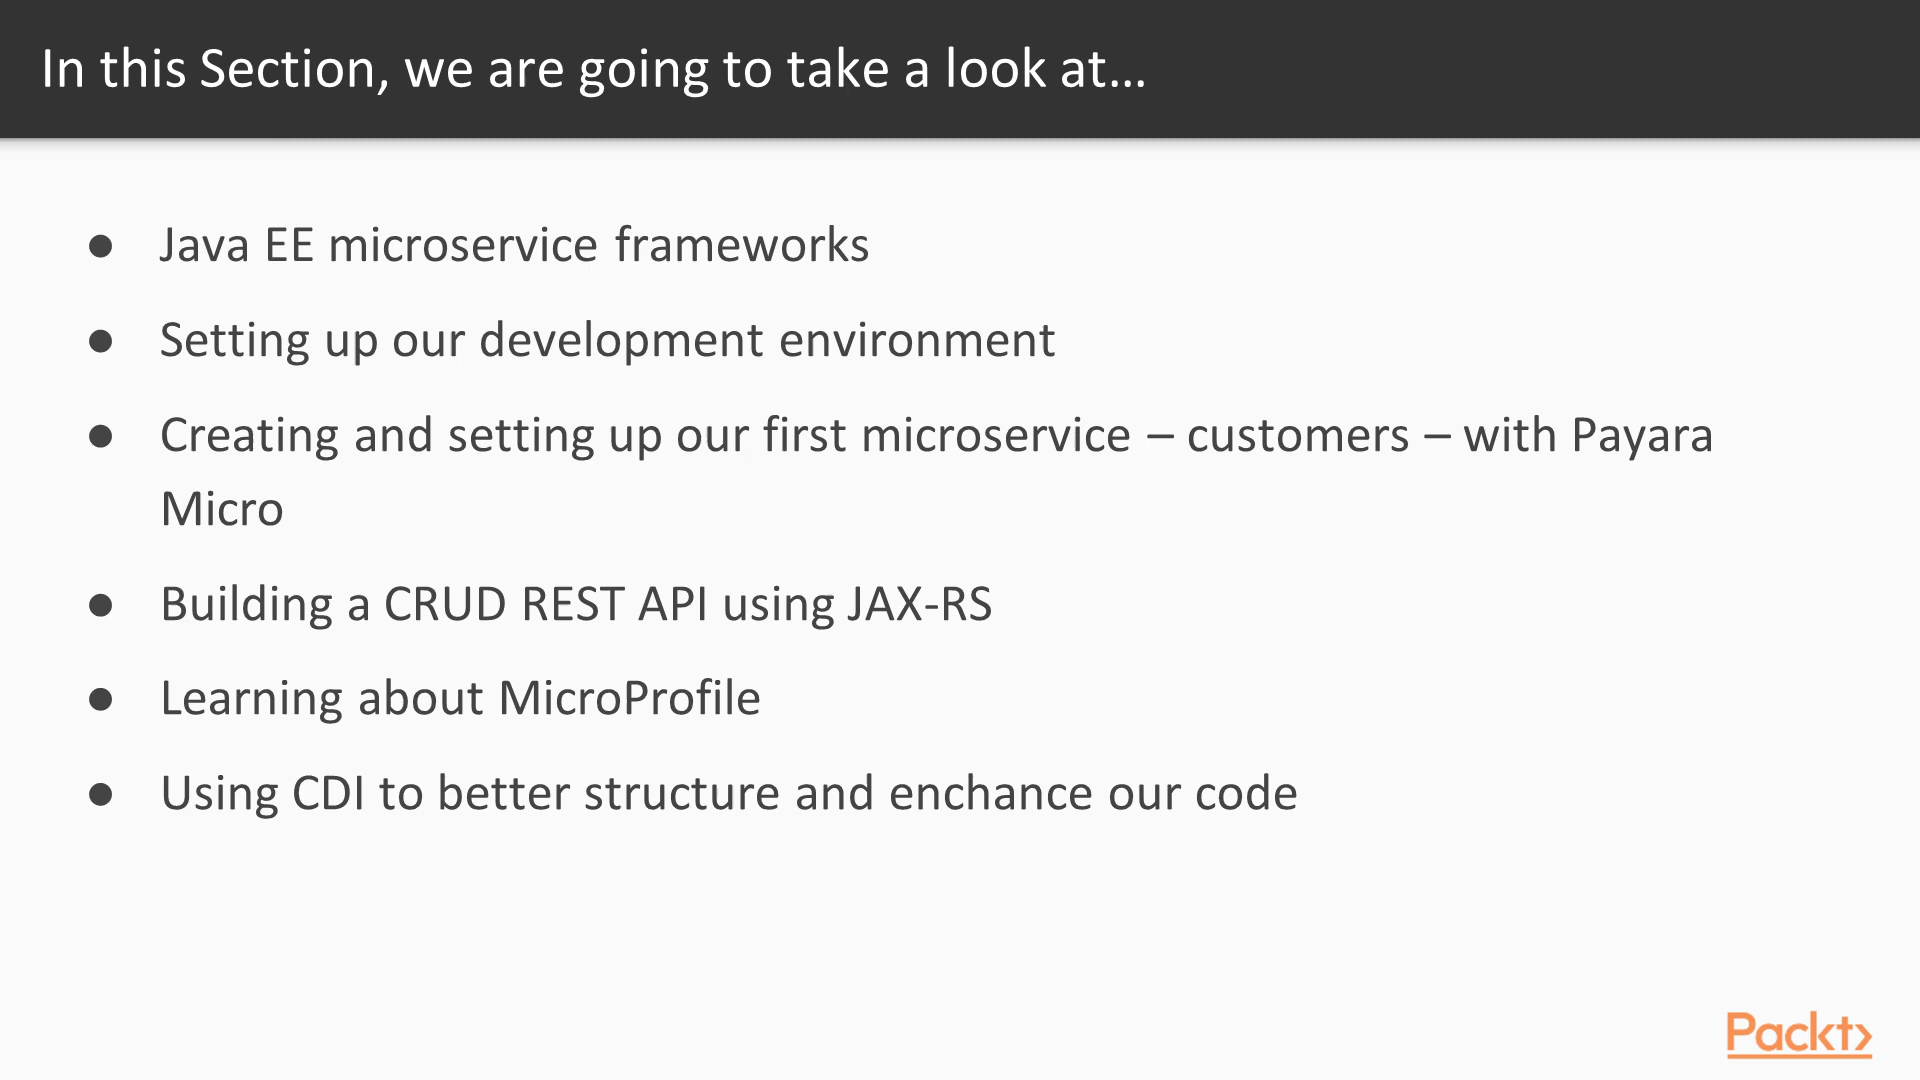 In this Section, we are going to take a look at…
● Java EE microservice frameworks
● Setting up our development environment
● Creating and setting up our first microservice – customers – with Payara
Micro
● Building a CRUD REST API using JAX-RS
● Learning about MicroProfile
● Using CDI to better structure and enchance our code
Packt>